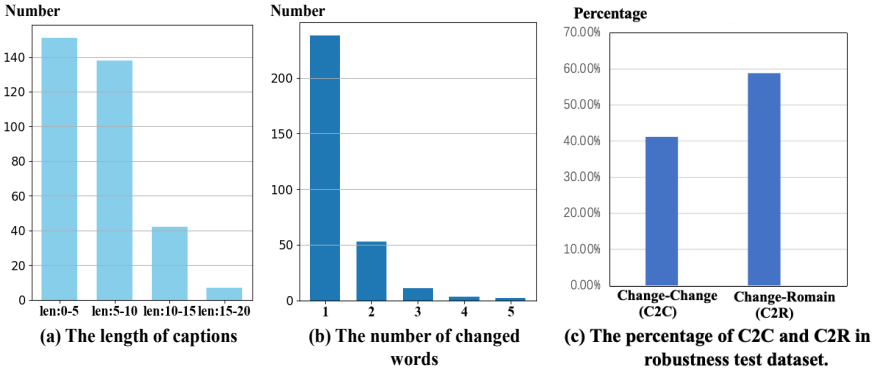 Number
140
120
100
80
60
40
20
0
len:0-5 len:5-10 len:10-15 len:15-20
(a) The length of captions
Number
200
150
100
50
0
1 2 3 4 5
(b) The number of changed
words
Percentage
70.00%
60.00%
50.00%
40.00%
30.00%
20.00%
10.00%
0.00%
Change-Change Change-Romain
(C2C) (C2R)
(c) The percentage of C2C and C2R in
robustness test dataset.